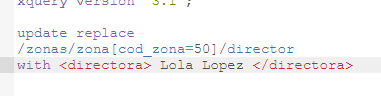 xquery version "3.1";
update replace
/zonas/zona[cod_zona=50]/director
with <directora> Lola Lopez </directora>